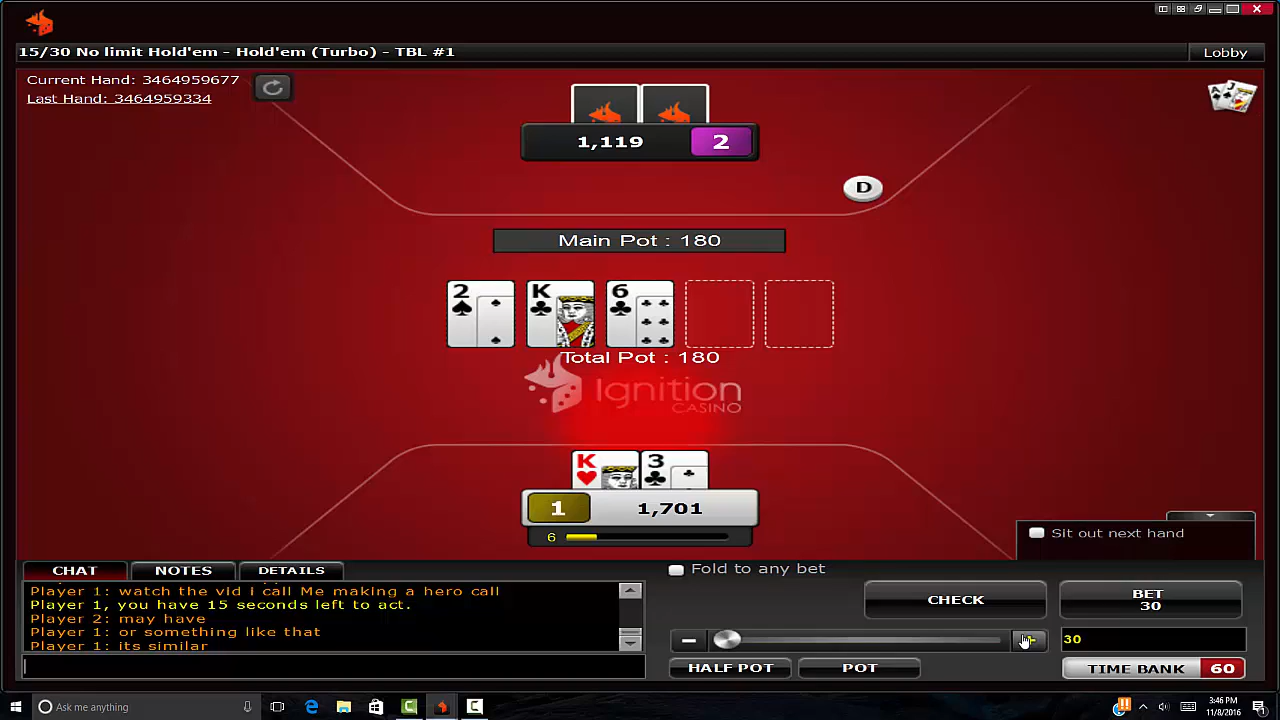 15/30 No limit Hold'em - Hold'em (Turbo) - TBL #1
Lobby
Current Hand: 3464959677
Last Hand: 3464959334
A J
1,119 2
D
Main Pot : 180
2 K 6
Total Pot : 180
Ignition
CASINO
K 3
1 1,701
6
Sit out next hand
CHAT NOTES DETAILS
Fold to any bet
Player 1: watch the vid i call Me making a hero call
Player 1, you have 15 seconds left to act.
Player 2: may have
Player 1: or something like that
Player 1: its similar
CHECK
BET
30
30
HALF POT POT TIME BANK 60
Ask me anything
3:46 PM
11/8/2016